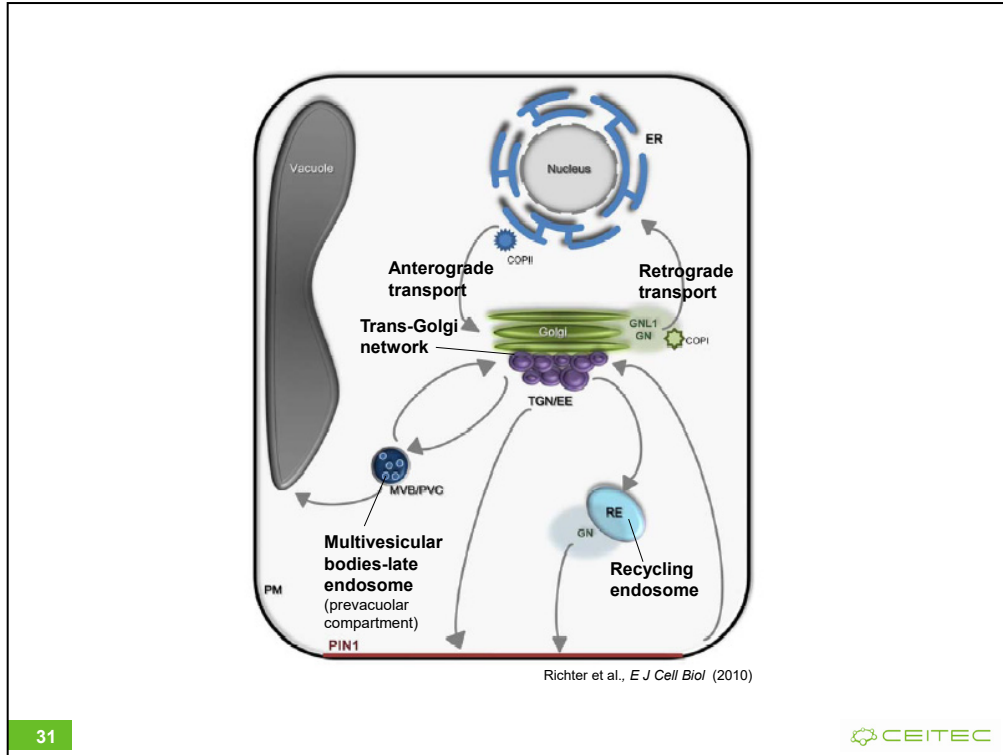 Vacuole
ER
Nucleus
COPII
Anterograde
transport
Retrograde
transport
Trans-Golgi
network
Golgi
GNL1
GN
COPI
TGN/EE
MVB/PVC
Multivesicular
bodies-late
endosome
(prevacuolar
compartment)
RE
GN
Recycling
endosome
PM
PIN1
Richter et al., E J Cell Biol (2010)
31
CEITEC